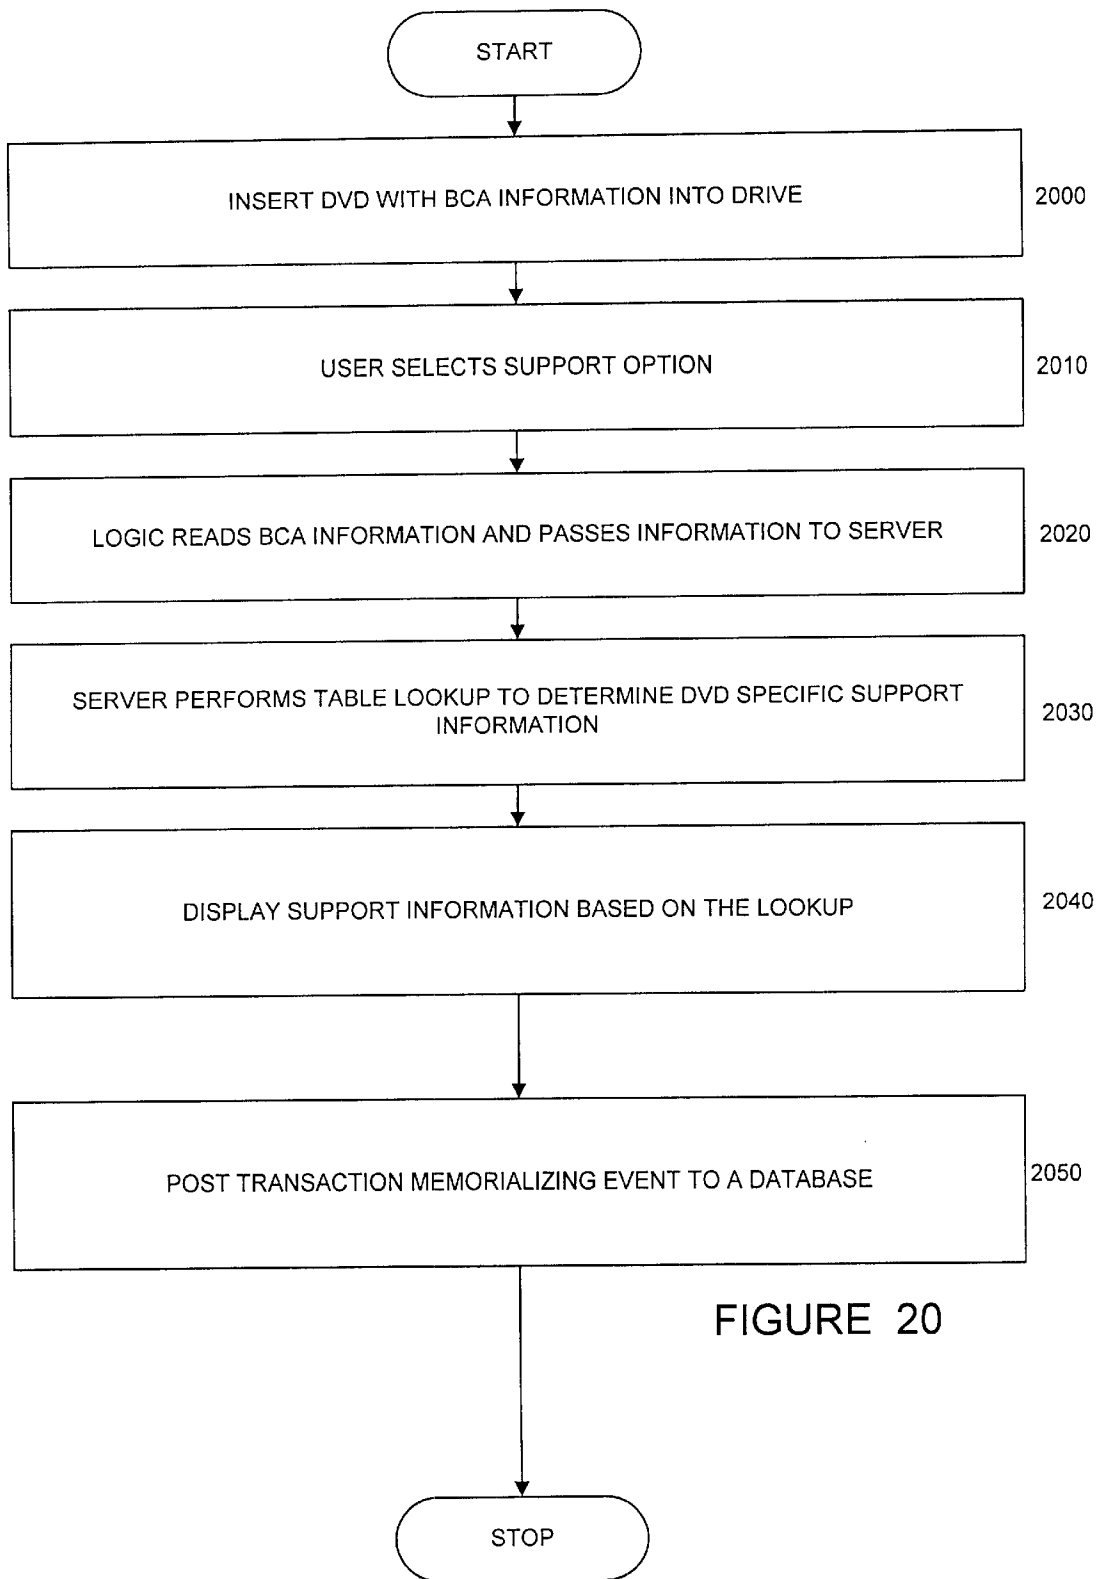 START
INSERT DVD WITH BCA INFORMATION INTO DRIVE
2000
USER SELECTS SUPPORT OPTION
2010
LOGIC READS BCA INFORMATION AND PASSES INFORMATION TO SERVER
2020
SERVER PERFORMS TABLE LOOKUP TO DETERMINE DVD SPECIFIC SUPPORT
INFORMATION
2030
DISPLAY SUPPORT INFORMATION BASED ON THE LOOKUP
2040
POST TRANSACTION MEMORIALIZING EVENT TO A DATABASE
2050
FIGURE 20
STOP